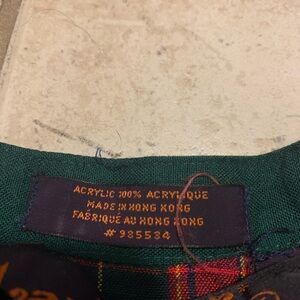 ACRYLIC 100% ACRYLIQUE
MADE IN HONG KONG
FABRIQUÉ AU HONG KONG
# 985534